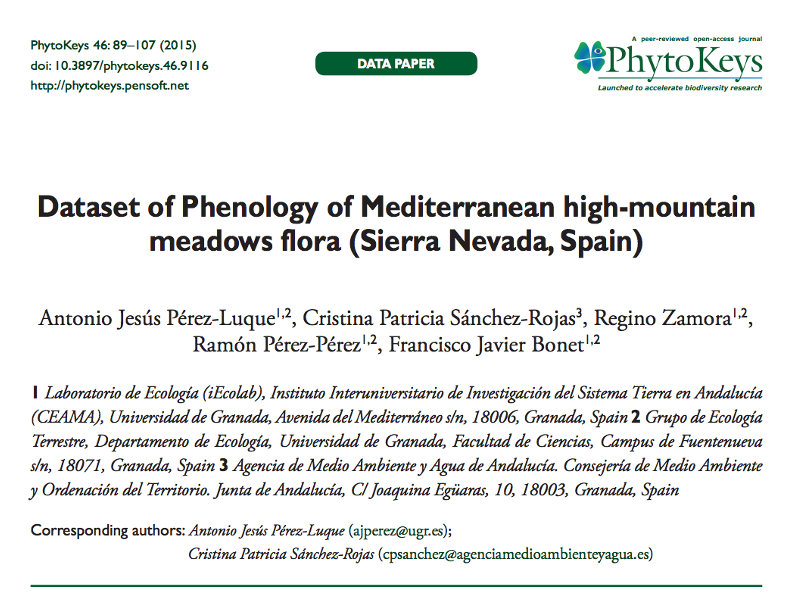 PhytoKeys 46: 89–107 (2015)
doi: 10.3897/phytokeys.46.9116
http://phytokeys.pensoft.net
DATA PAPER
A peer-reviewed open-access journal
PhytoKeys
Launched to accelerate biodiversity research
Dataset of Phenology of Mediterranean high-mountain
meadows flora (Sierra Nevada, Spain)
Antonio Jesús Pérez-Luque1,2, Cristina Patricia Sánchez-Rojas3, Regino Zamora1,2,
Ramón Pérez-Pérez1,2, Francisco Javier Bonet1,2
1 Laboratorio de Ecología (iEcolab), Instituto Interuniversitario de Investigación del Sistema Tierra en Andalucía
(CEAMA), Universidad de Granada, Avenida del Mediterráneo s/n, 18006, Granada, Spain 2 Grupo de Ecología
Terrestre, Departamento de Ecología, Universidad de Granada, Facultad de Ciencias, Campus de Fuentenueva
s/n, 18071, Granada, Spain 3 Agencia de Medio Ambiente y Agua de Andalucía. Consejería de Medio Ambiente
y Ordenación del Territorio. Junta de Andalucía, C/ Joaquina Egüaras, 10, 18003, Granada, Spain
Corresponding authors: Antonio Jesús Pérez-Luque (ajperez@ugr.es);
Cristina Patricia Sánchez-Rojas (cpsanchez@agenciamedioambienteyagua.es)